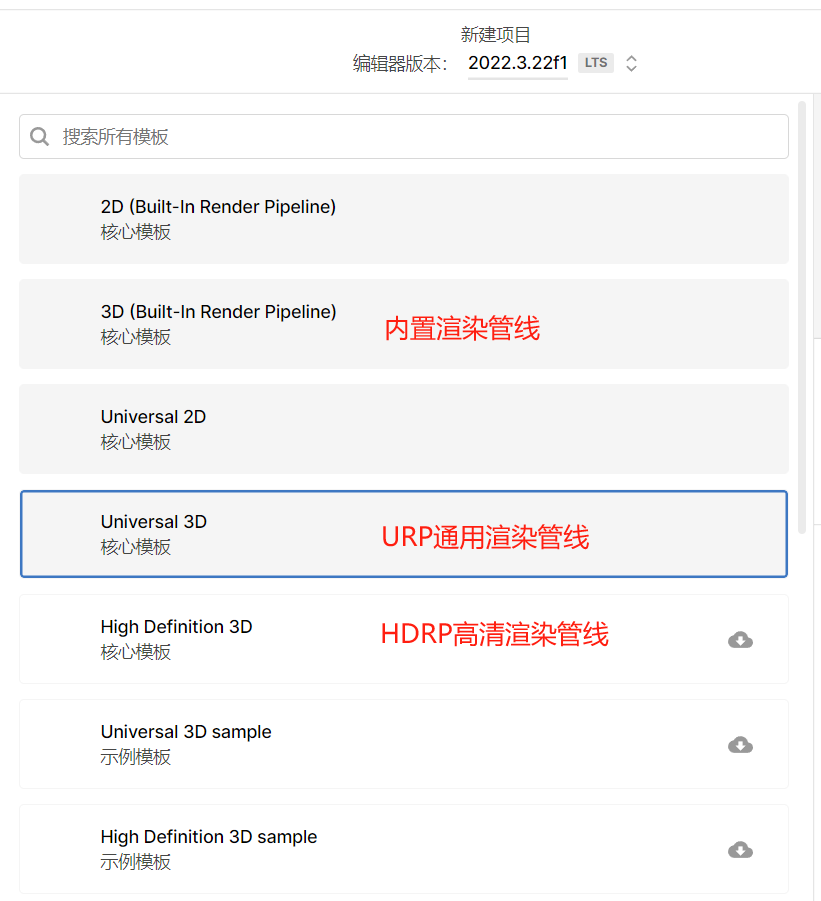 新建项目
编辑器版本： 2022.3.22f1 LTS
搜索所有模板
2D (Built-In Render Pipeline)
核心模板
3D (Built-In Render Pipeline)
核心模板
内置渲染管线
Universal 2D
核心模板
Universal 3D
核心模板
URP通用渲染管线
High Definition 3D
核心模板
HDRP高清渲染管线
Universal 3D sample
示例模板
High Definition 3D sample
示例模板